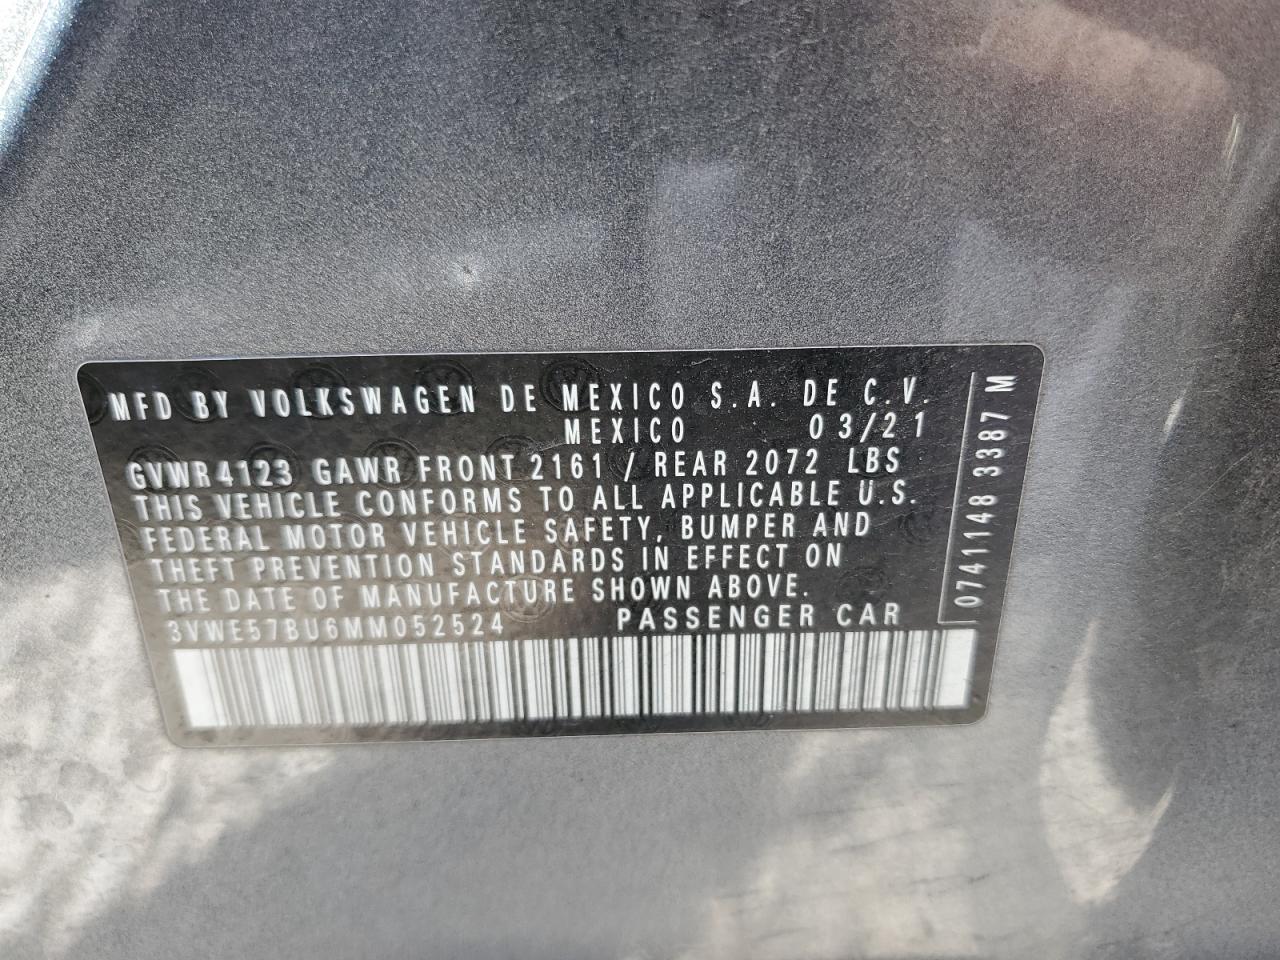 MFD BY VOLKSWAGEN DE MEXICO S.A. DE C.V.
MEXICO 03/21
GVWR 4123 GAWR FRONT 2161 / REAR 2072 LBS
THIS VEHICLE CONFORMS TO ALL APPLICABLE U.S.
FEDERAL MOTOR VEHICLE SAFETY, BUMPER AND
THEFT PREVENTION STANDARDS IN EFFECT ON
THE DATE OF MANUFACTURE SHOWN ABOVE.
3VWE57BU6MM052524 PASSENGER CAR
0741148 3387 M